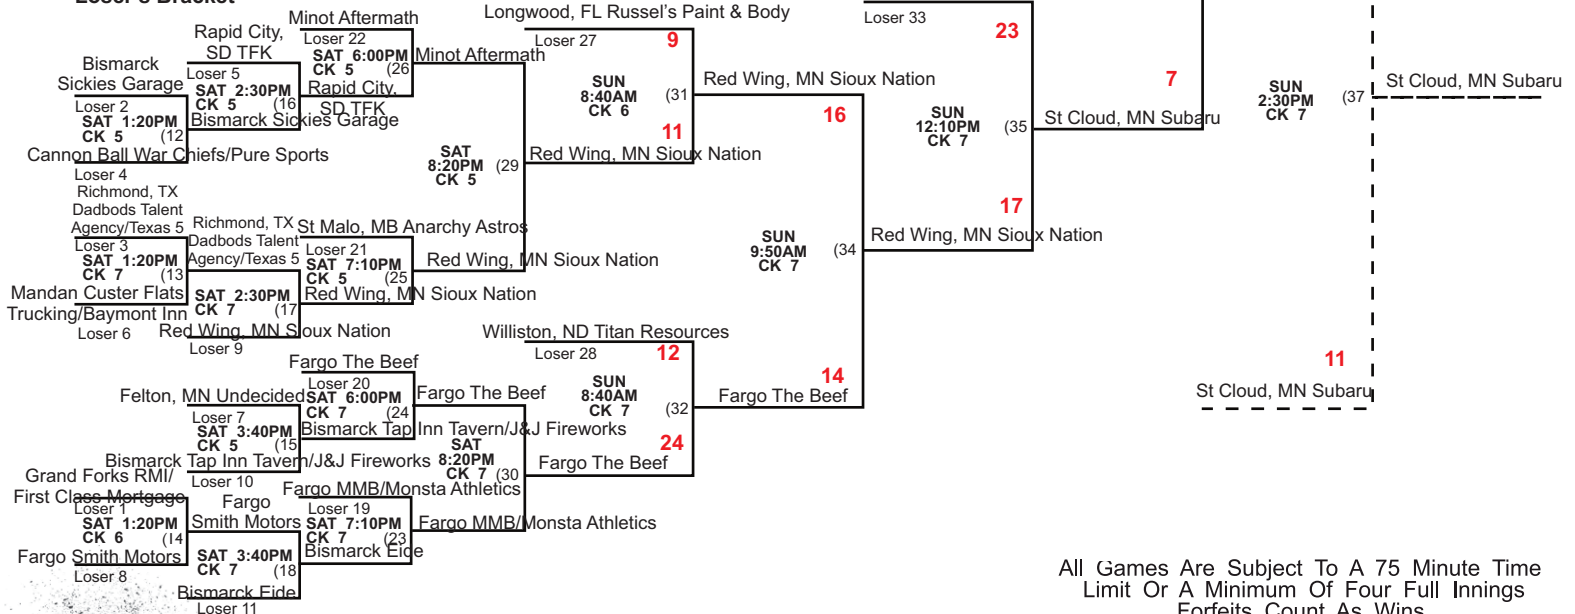 Loser's Bracket
Minot Aftermath
Loser 22
SAT 6:00PM
CK 5
(26
Minot Aftermath
Rapid City,
SD TFK
Loser 5
SAT 2:30PM
CK 5
(16
Rapid City,
SD TFK
Bismarck
Sickies Garage
Loser 2
SAT 1:20PM
CK 5
(12
Bismarck Sickies Garage
Cannon Ball War Chiefs/Pure Sports
Loser 4
Richmond, TX
Dadbods Talent
Agency/Texas 5
Loser 3
SAT 1:20PM
CK 7
(13
Richmond, TX
Dadbods Talent
Agency/Texas 5
Mandan Custer Flats
Trucking/Baymont Inn
Loser 6
SAT 2:30PM
CK 7
(17
Red Wing, MN Sioux Nation
Loser 9
St Malo, MB Anarchy Astros
Loser 21
SAT 7:10PM
CK 5
(25
Red Wing, MN Sioux Nation
Red Wing, MN Sioux Nation
SAT
8:20PM
CK 5
(29
Longwood, FL Russel's Paint & Body
Loser 27
9
SUN
8:40AM
CK 6
(31
11
Red Wing, MN Sioux Nation
Red Wing, MN Sioux Nation
16
Fargo The Beef
Loser 20
SAT 6:00PM
CK 7
(24
Fargo The Beef
Felton, MN Undecided
Loser 7
SAT 3:40PM
CK 5
(15
Bismarck Tap Inn Tavern/J&J Fireworks
Bismarck Tap Inn Tavern/J&J Fireworks
Loser 10
Grand Forks RMI/
First Class Mortgage
Loser 1
SAT 1:20PM
CK 6
(14
Fargo
Smith Motors
Fargo Smith Motors
Loser 8
SAT 3:40PM
CK 7
(18
Bismarck Eide
Loser 11
Fargo MMB/Monsta Athletics
Loser 19
SAT 7:10PM
CK 7
(23
Bismarck Eide
Fargo MMB/Monsta Athletics
SAT
8:20PM
CK 7
(30
Williston, ND Titan Resources
Loser 28
12
SUN
8:40AM
CK 7
(32
24
Fargo The Beef
Fargo The Beef
14
SUN
9:50AM
CK 7
(34
Red Wing, MN Sioux Nation
17
Loser 33
23
SUN
12:10PM
CK 7
(35
St Cloud, MN Subaru
7
SUN
2:30PM
CK 7
(37
St Cloud, MN Subaru
11
St Cloud, MN Subaru
All Games Are Subject To A 75 Minute Time
Limit Or A Minimum Of Four Full Innings
Forfeits Count As Wins